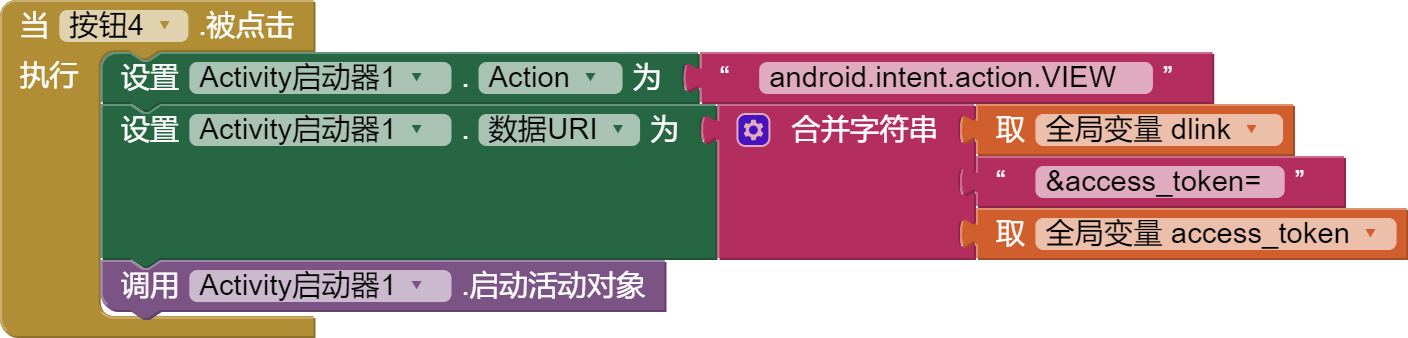 当 按钮4 .被点击
执行 设置 Activity启动器1 . Action 为 “ android.intent.action.VIEW ”
设置 Activity启动器1 . 数据URI 为 合并字符串 取 全局变量 dlink
“ &access_token= ”
取 全局变量 access_token
调用 Activity启动器1 .启动活动对象